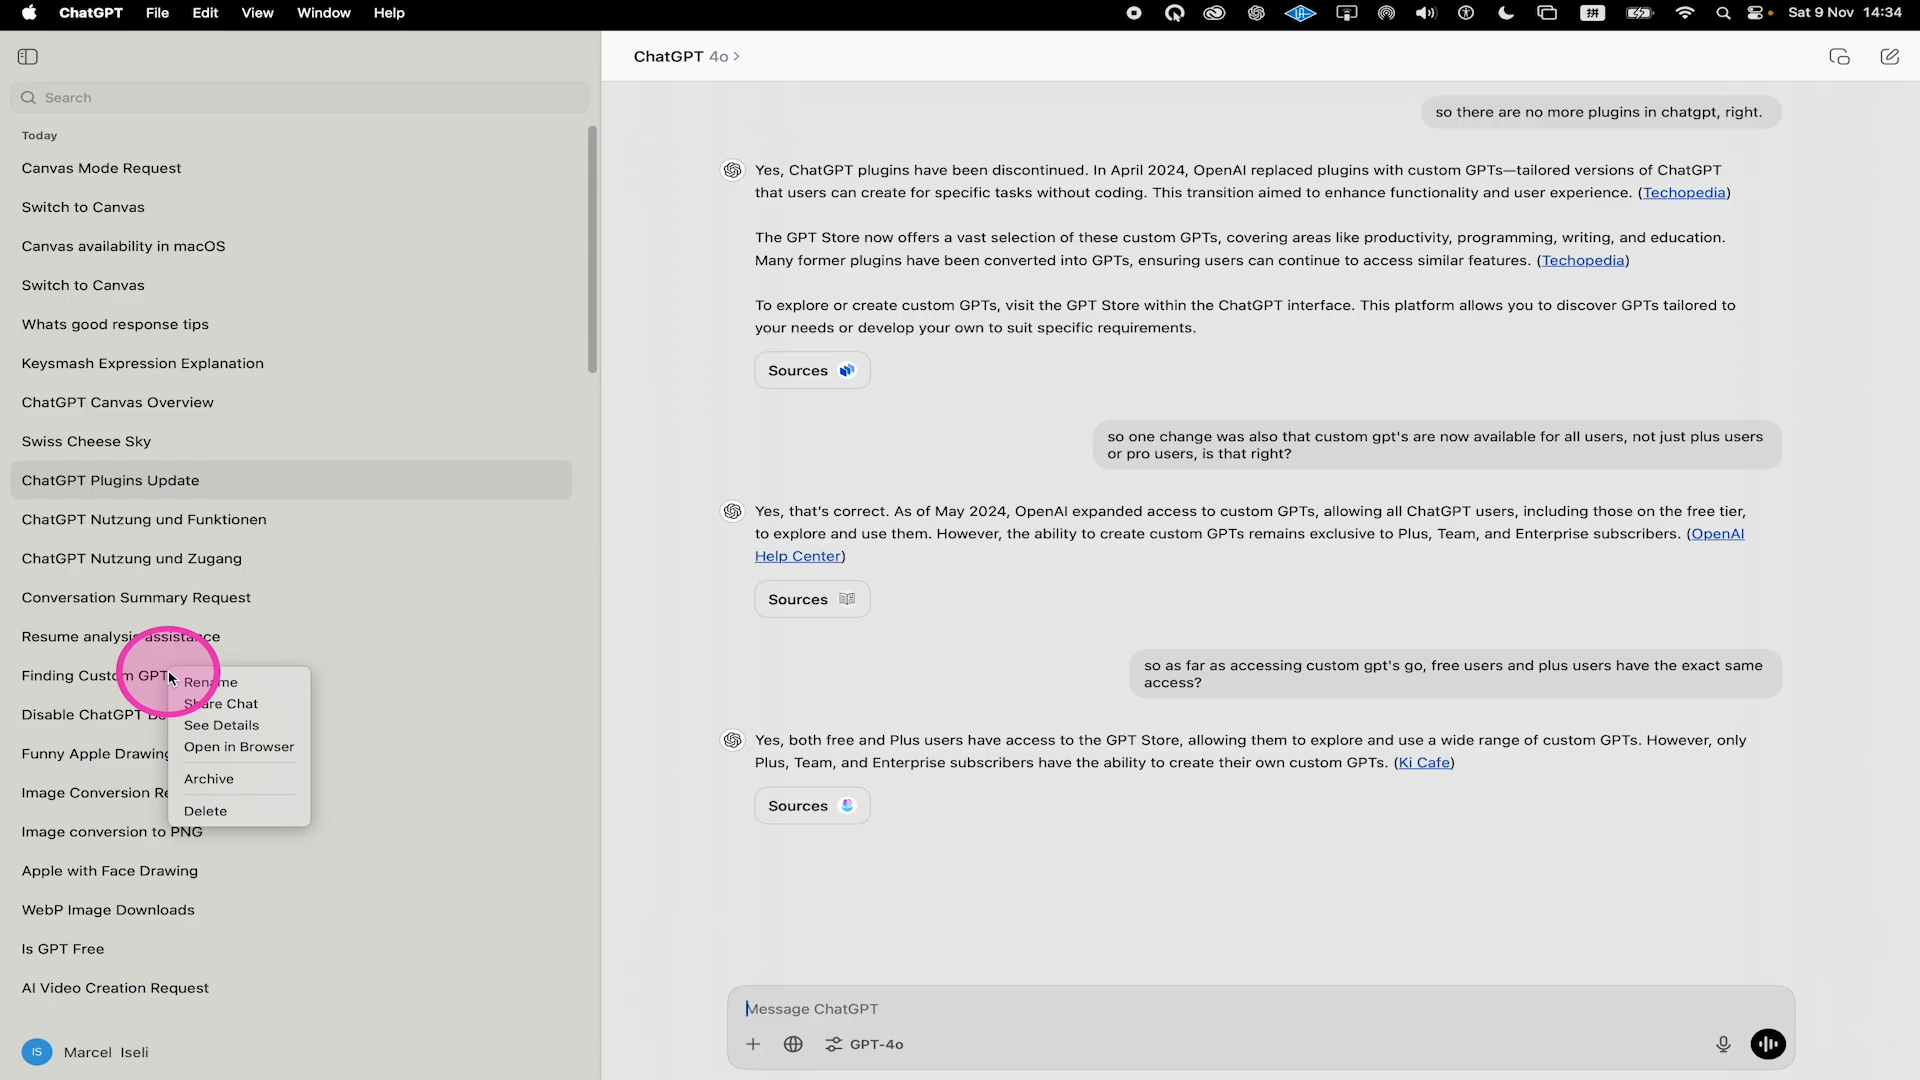 ChatGPT File Edit View Window Help
Sat 9 Nov 14:34
Search
Today
Canvas Mode Request
Switch to Canvas
Canvas availability in macOS
Switch to Canvas
Whats good response tips
Keysmash Expression Explanation
ChatGPT Canvas Overview
Swiss Cheese Sky
ChatGPT Plugins Update
ChatGPT Nutzung und Funktionen
ChatGPT Nutzung und Zugang
Conversation Summary Request
Resume analysis assistance
Finding Custom GPT
Disable ChatGPT
Funny Apple Drawing
Image Conversion Re
Image conversion to PNG
Apple with Face Drawing
WebP Image Downloads
Is GPT Free
AI Video Creation Request
IS Marcel Iseli
Rename
Share Chat
See Details
Open in Browser
Archive
Delete
ChatGPT 4o >
so there are no more plugins in chatgpt, right.
Yes, ChatGPT plugins have been discontinued. In April 2024, OpenAI replaced plugins with custom GPTs—tailored versions of ChatGPT
that users can create for specific tasks without coding. This transition aimed to enhance functionality and user experience. (Techopedia)
The GPT Store now offers a vast selection of these custom GPTs, covering areas like productivity, programming, writing, and education.
Many former plugins have been converted into GPTs, ensuring users can continue to access similar features. (Techopedia)
To explore or create custom GPTs, visit the GPT Store within the ChatGPT interface. This platform allows you to discover GPTs tailored to
your needs or develop your own to suit specific requirements.
Sources
so one change was also that custom gpt's are now available for all users, not just plus users
or pro users, is that right?
Yes, that's correct. As of May 2024, OpenAI expanded access to custom GPTs, allowing all ChatGPT users, including those on the free tier,
to explore and use them. However, the ability to create custom GPTs remains exclusive to Plus, Team, and Enterprise subscribers. (OpenAI
Help Center)
Sources
so as far as accessing custom gpt's go, free users and plus users have the exact same
access?
Yes, both free and Plus users have access to the GPT Store, allowing them to explore and use a wide range of custom GPTs. However, only
Plus, Team, and Enterprise subscribers have the ability to create their own custom GPTs. (Ki Cafe)
Sources
Message ChatGPT
GPT-4o